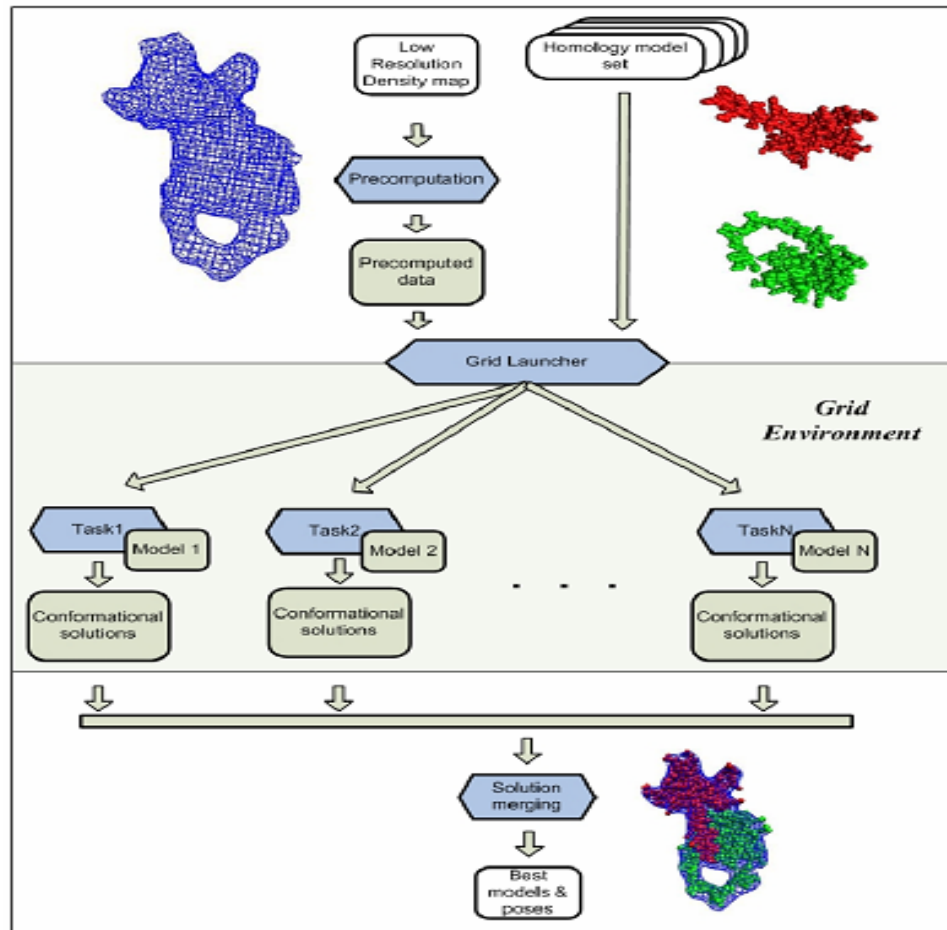 Low
Resolution
Density map
Homology model
set
Precomputation
Precomputed
data
Grid Launcher
Grid
Environment
Task1
Model 1
Task2
Model 2
TaskN
Model N
. . .
Conformational
solutions
Conformational
solutions
Conformational
solutions
Solution
merging
Best
modells &
poses